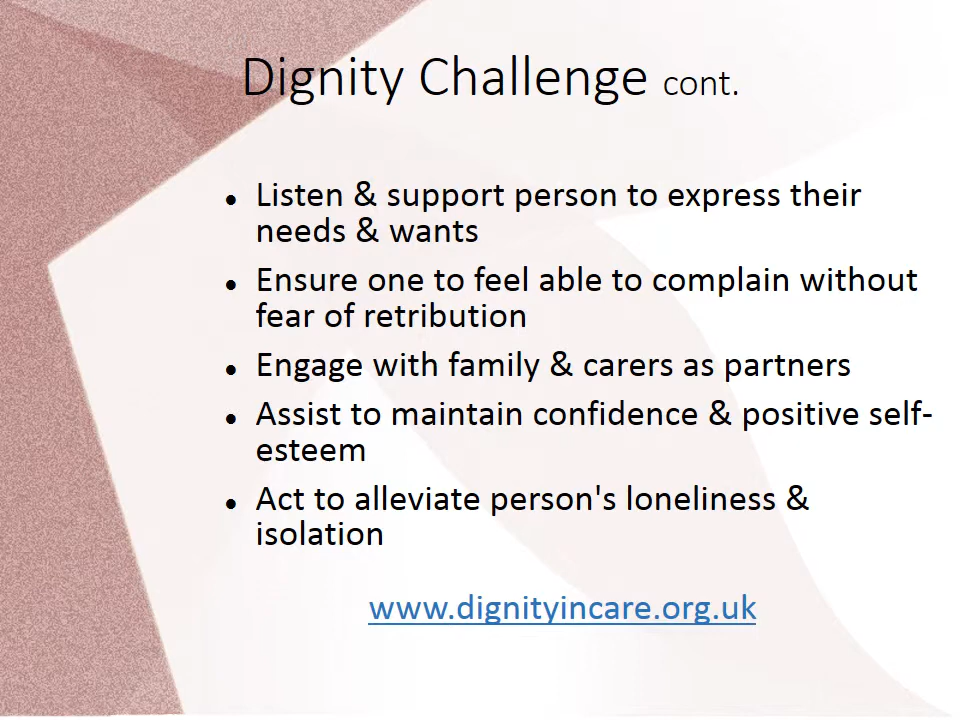 Dignity Challenge cont.
● Listen & support person to express their
needs & wants
● Ensure one to feel able to complain without
fear of retribution
● Engage with family & carers as partners
● Assist to maintain confidence & positive self-
esteem
● Act to alleviate person's loneliness &
isolation
www.dignityincare.org.uk